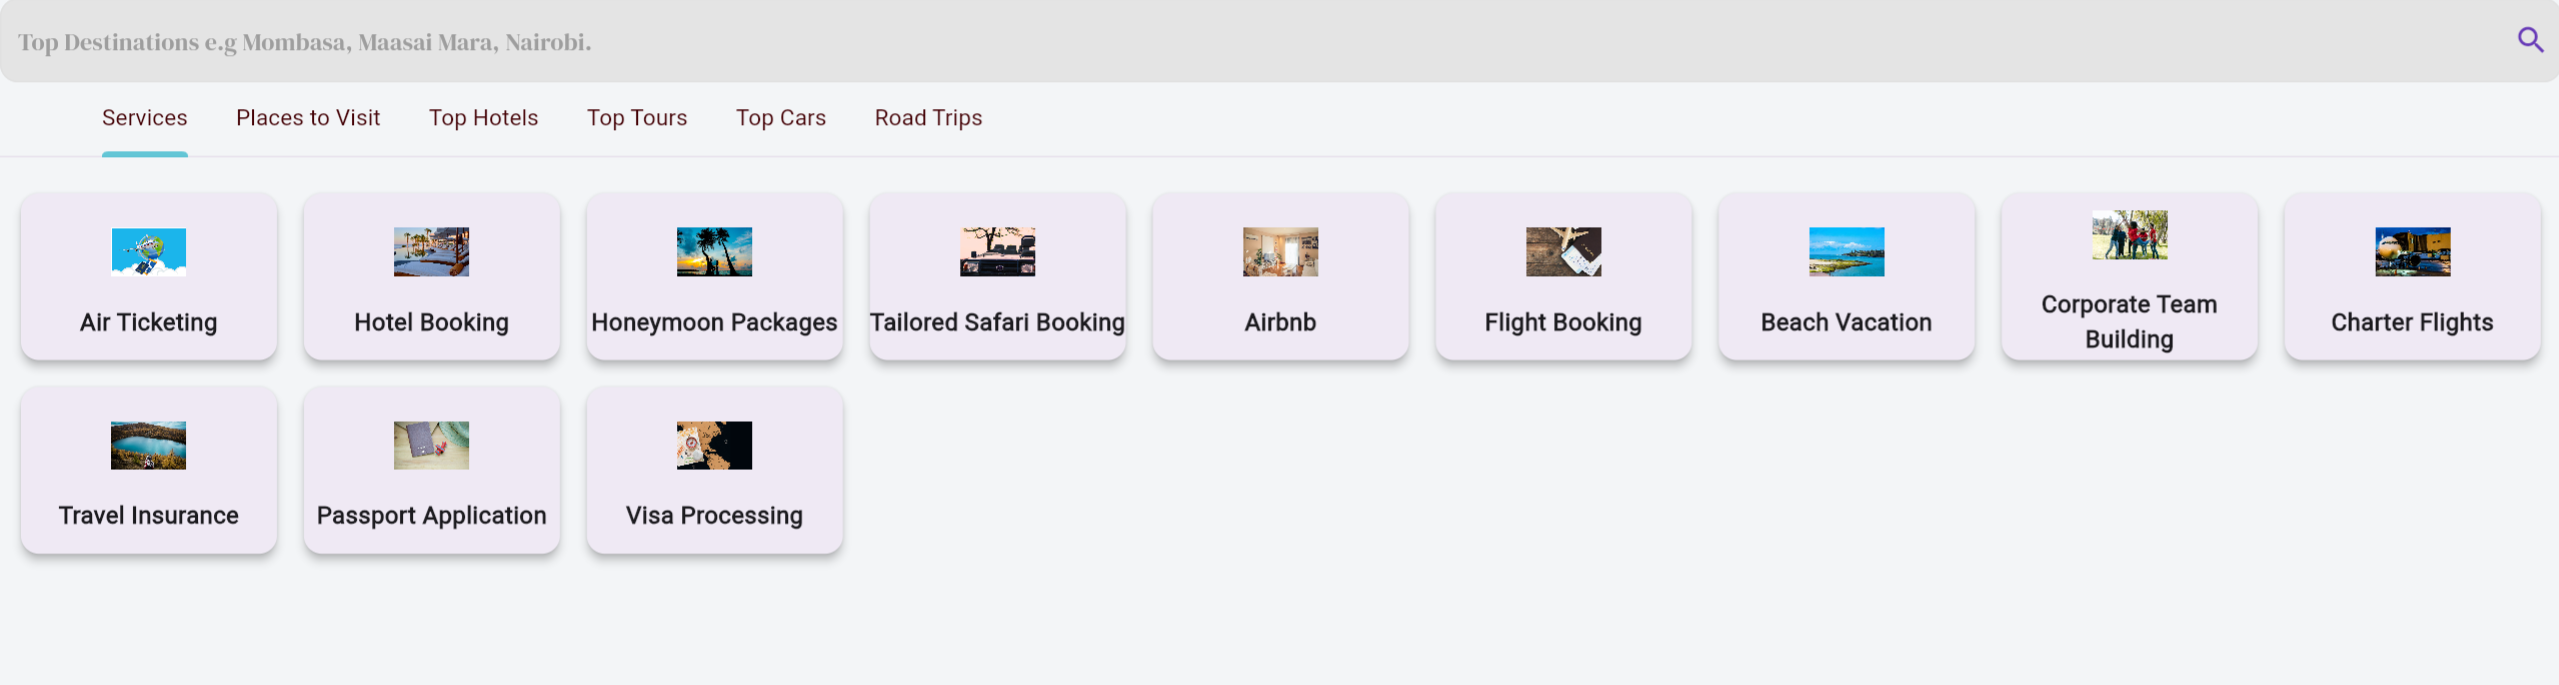 Top Destinations e.g Mombasa, Maasai Mara, Nairobi.
Services
Places to Visit
Top Hotels
Top Tours
Top Cars
Road Trips
Air Ticketing
Hotel Booking
Honeymoon Packages
Tailored Safari Booking
Airbnb
Flight Booking
Beach Vacation
Corporate Team
Building
Charter Flights
Travel Insurance
Passport Application
Visa Processing